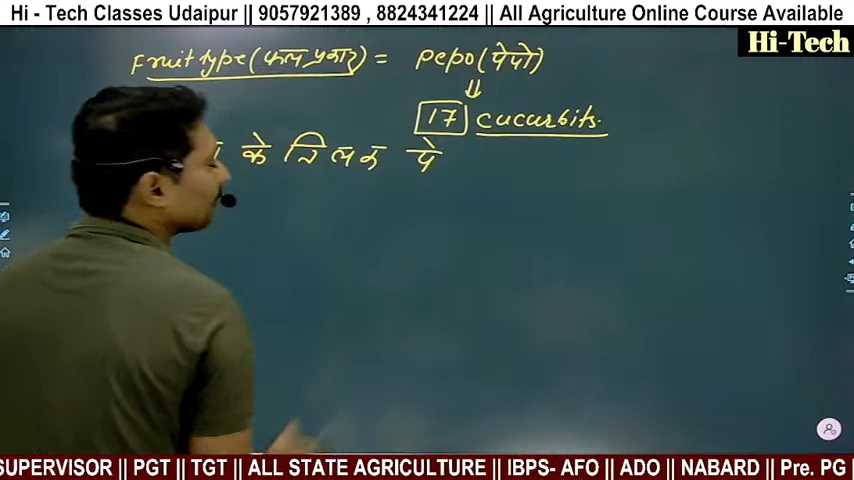 Hi - Tech Classes Udaipur || 9057921389 , 8824341224 || All Agriculture Online Course Available
Hi-Tech
Fruit type (फल प्रकार) = Pepo (पेपो)
⇓
17 cucurbits.
के तिलक पे
SUPERVISOR || PGT || TGT || ALL STATE AGRICULTURE || IBPS- AFO || ADO || NABARD || Pre. PG